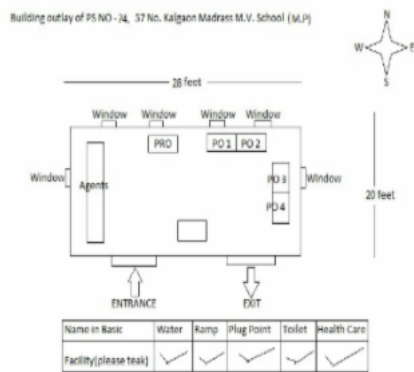 Building outlay of PS NO - 74, 57 No. Kalgaon Madrass M.V. School (M.P)
N
W
E
S
28 feet
Window Window Window Window
PRO PO 1 PO 2
Window Agents PO 3 Window
PO 4
20 feet
ENTRANCE EXIT
Name in Basic Water Ramp Plug Point Toilet Health Care
Facility(please teak)